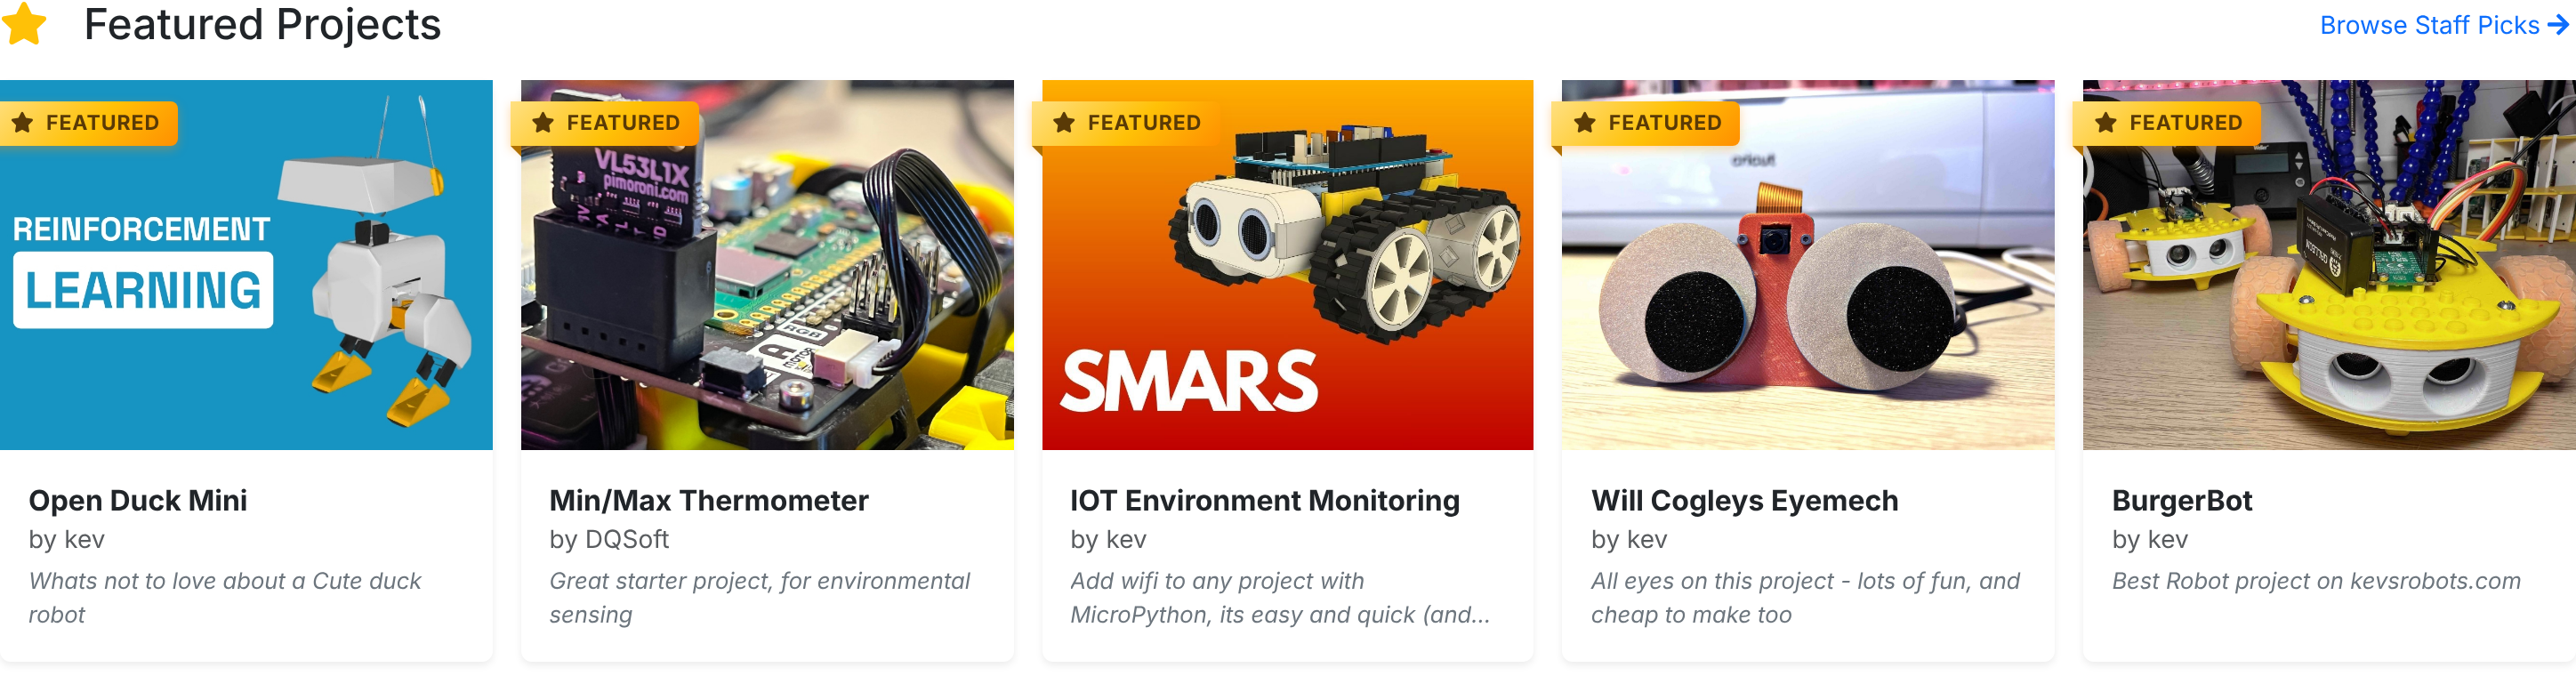 Featured Projects
Browse Staff Picks
FEATURED
REINFORCEMENT
LEARNING
Open Duck Mini
by kev
Whats not to love about a Cute duck
robot
FEATURED
VL53L1X
pimoroni.com
RGB
MOTOR
Min/Max Thermometer
by DQSoft
Great starter project, for environmental
sensing
FEATURED
SMARS
IOT Environment Monitoring
by kev
Add wifi to any project with
MicroPython, its easy and quick (and...
FEATURED
cricut
Will Cogleys Eyemech
by kev
All eyes on this project - lots of fun, and
cheap to make too
FEATURED
BurgerBot
by kev
Best Robot project on kevsrobots.com